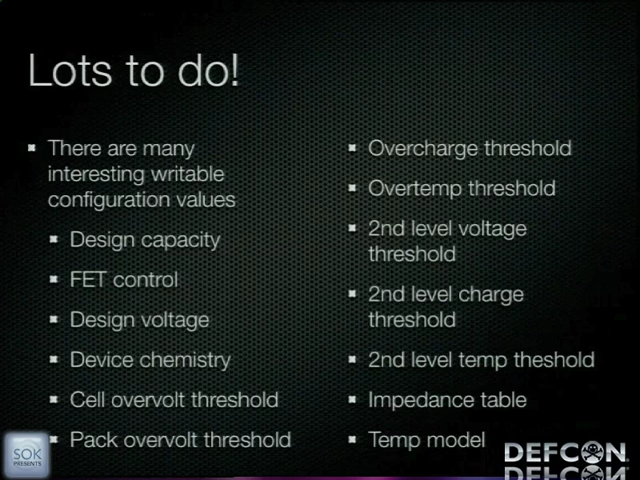 Lots to do!
There are many
interesting writable
configuration values
Design capacity
FET control
Design voltage
Device chemistry
Cell overvolt threshold
Pack overvolt threshold
Overcharge threshold
Overtemp threshold
2nd level voltage
threshold
2nd level charge
threshold
2nd level temp theshold
Impedance table
Temp model
SOK
PRESENTS
DEFCON